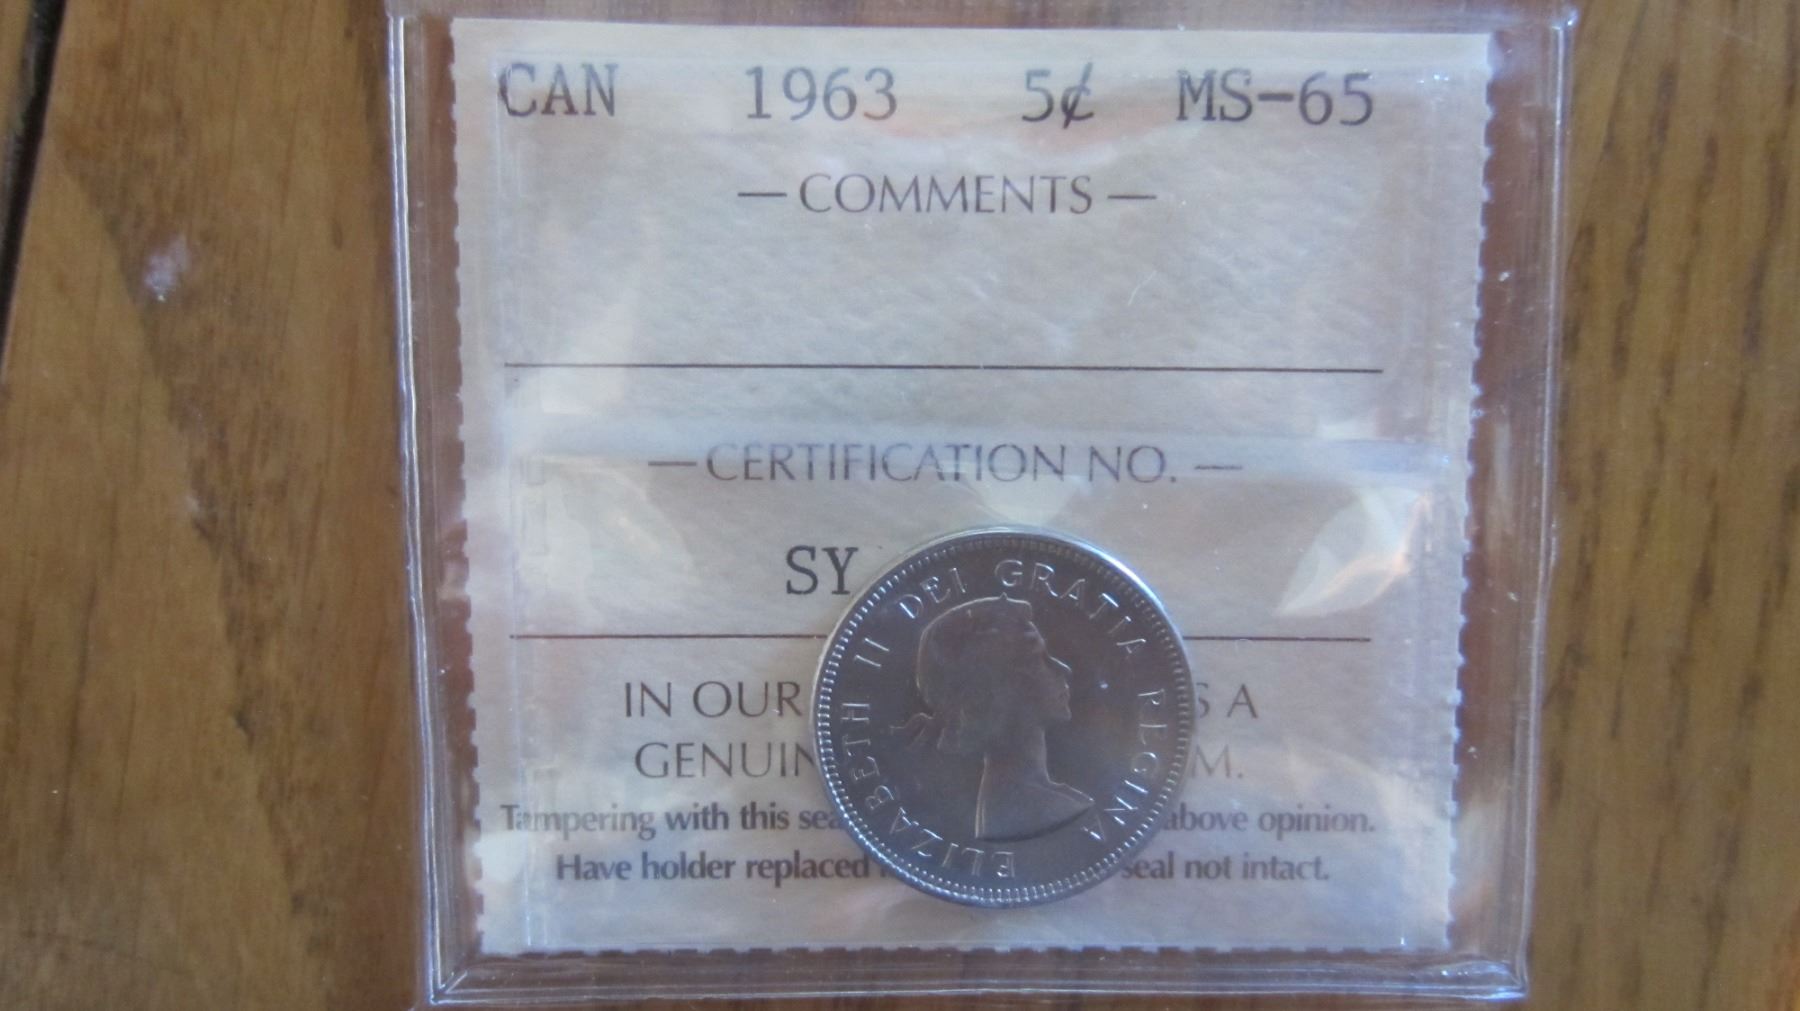 CAN 1963 5¢ MS-65
— COMMENTS —
— CERTIFICATION NO. —
SY
IN OUR S A
GENUIN M.
Tampering with this sea above opinion.
Have holder replaced seal not intact.
ELIZABETH II DEI GRATIA REGINA